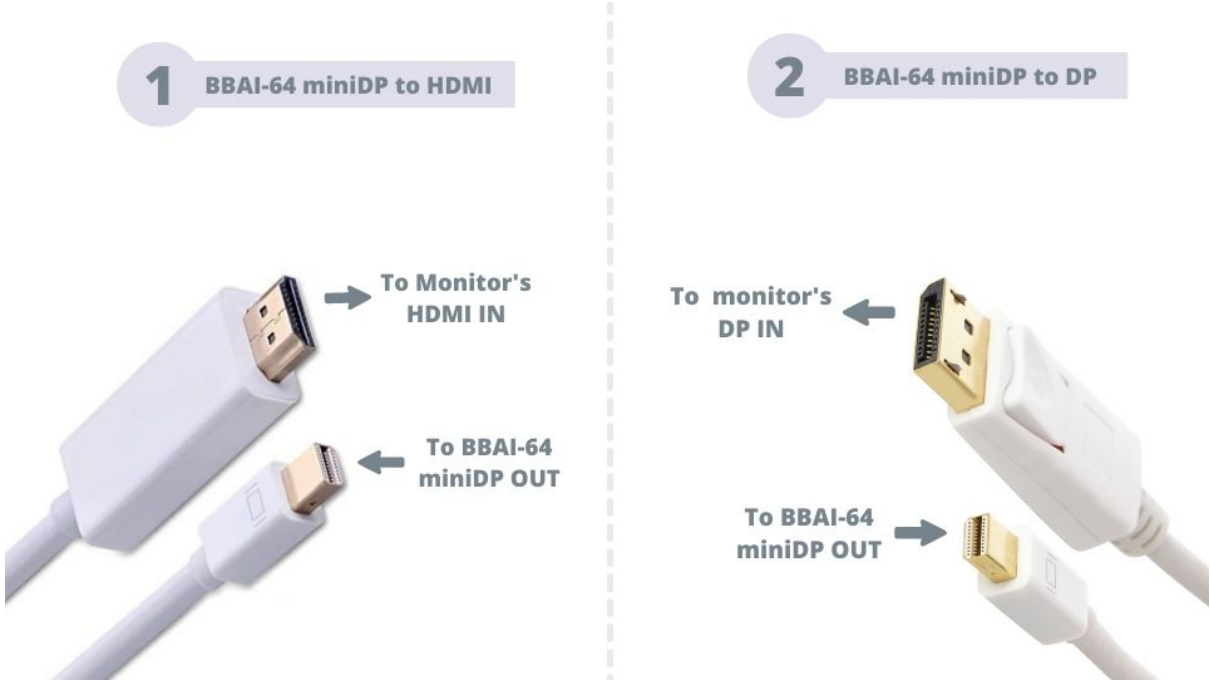 1
BBAI-64 miniDP to HDMI
To Monitor's
HDMI IN
To BBAI-64
miniDP OUT
2
BBAI-64 miniDP to DP
To monitor's
DP IN
To BBAI-64
miniDP OUT